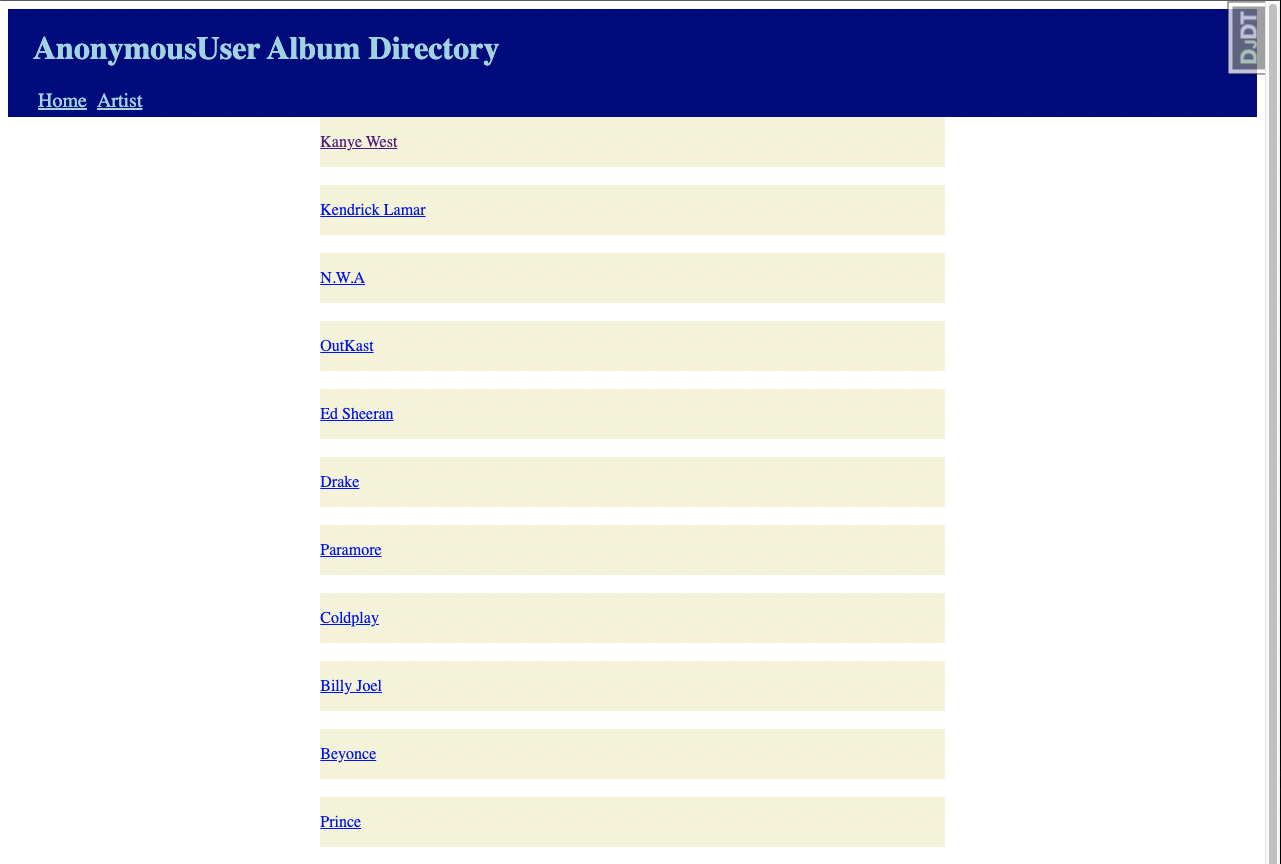 AnonymousUser Album Directory
DJDT
Home Artist
Kanye West
Kendrick Lamar
N.W.A
OutKast
Ed Sheeran
Drake
Paramore
Coldplay
Billy Joel
Beyonce
Prince